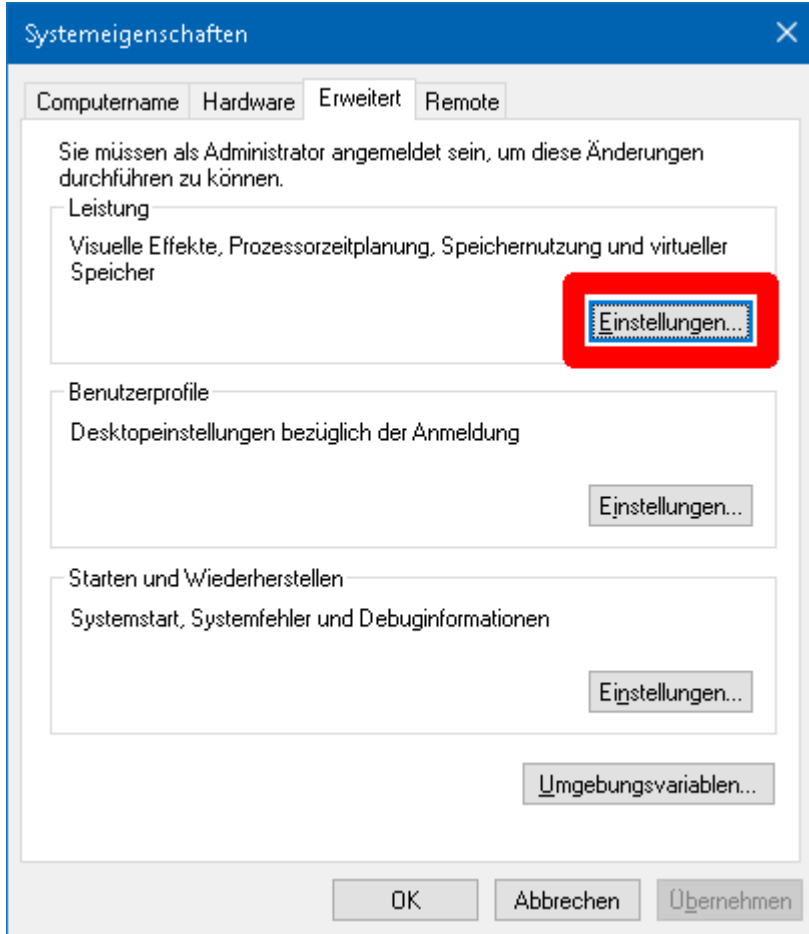 Systemeigenschaften
Computername Hardware Erweitert Remote
Sie müssen als Administrator angemeldet sein, um diese Änderungen
durchführen zu können.
Leistung
Visuelle Effekte, Prozessorzeitplanung, Speichernutzung und virtueller
Speicher
Einstellungen...
Benutzerprofile
Desktopeinstellungen bezüglich der Anmeldung
Einstellungen...
Starten und Wiederherstellen
Systemstart, Systemfehler und Debuginformationen
Einstellungen...
Umgebungsvariablen...
OK Abbrechen Übernehmen